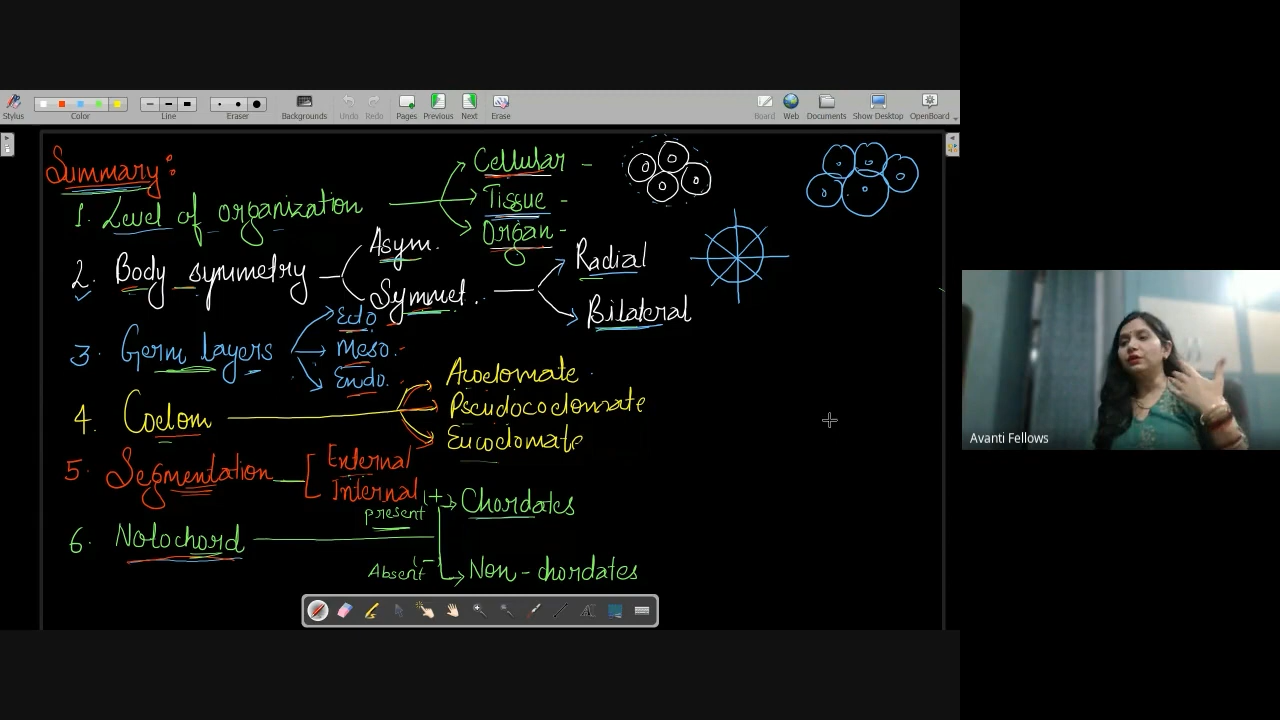 Stylus
Color
Line
Eraser
Backgrounds
Undo
Redo
Pages
Previous
Next
Erase
Board
Web
Documents
Show Desktop
OpenBoard
Summary:
1. Level of organization
Cellular -
Tissue -
Organ -
2. Body symmetry
Asym.
Symmet.
Radial
Bilateral
3. Germ layers
Ecto
Meso.
Endo.
4. Coelom
Acoelomate
Pseudocoelomate
Eucoelomate
5. Segmentation
External
Internal
6. Notochord
present (+)
Chordates
Absent (-)
Non-chordates
Avanti Fellows